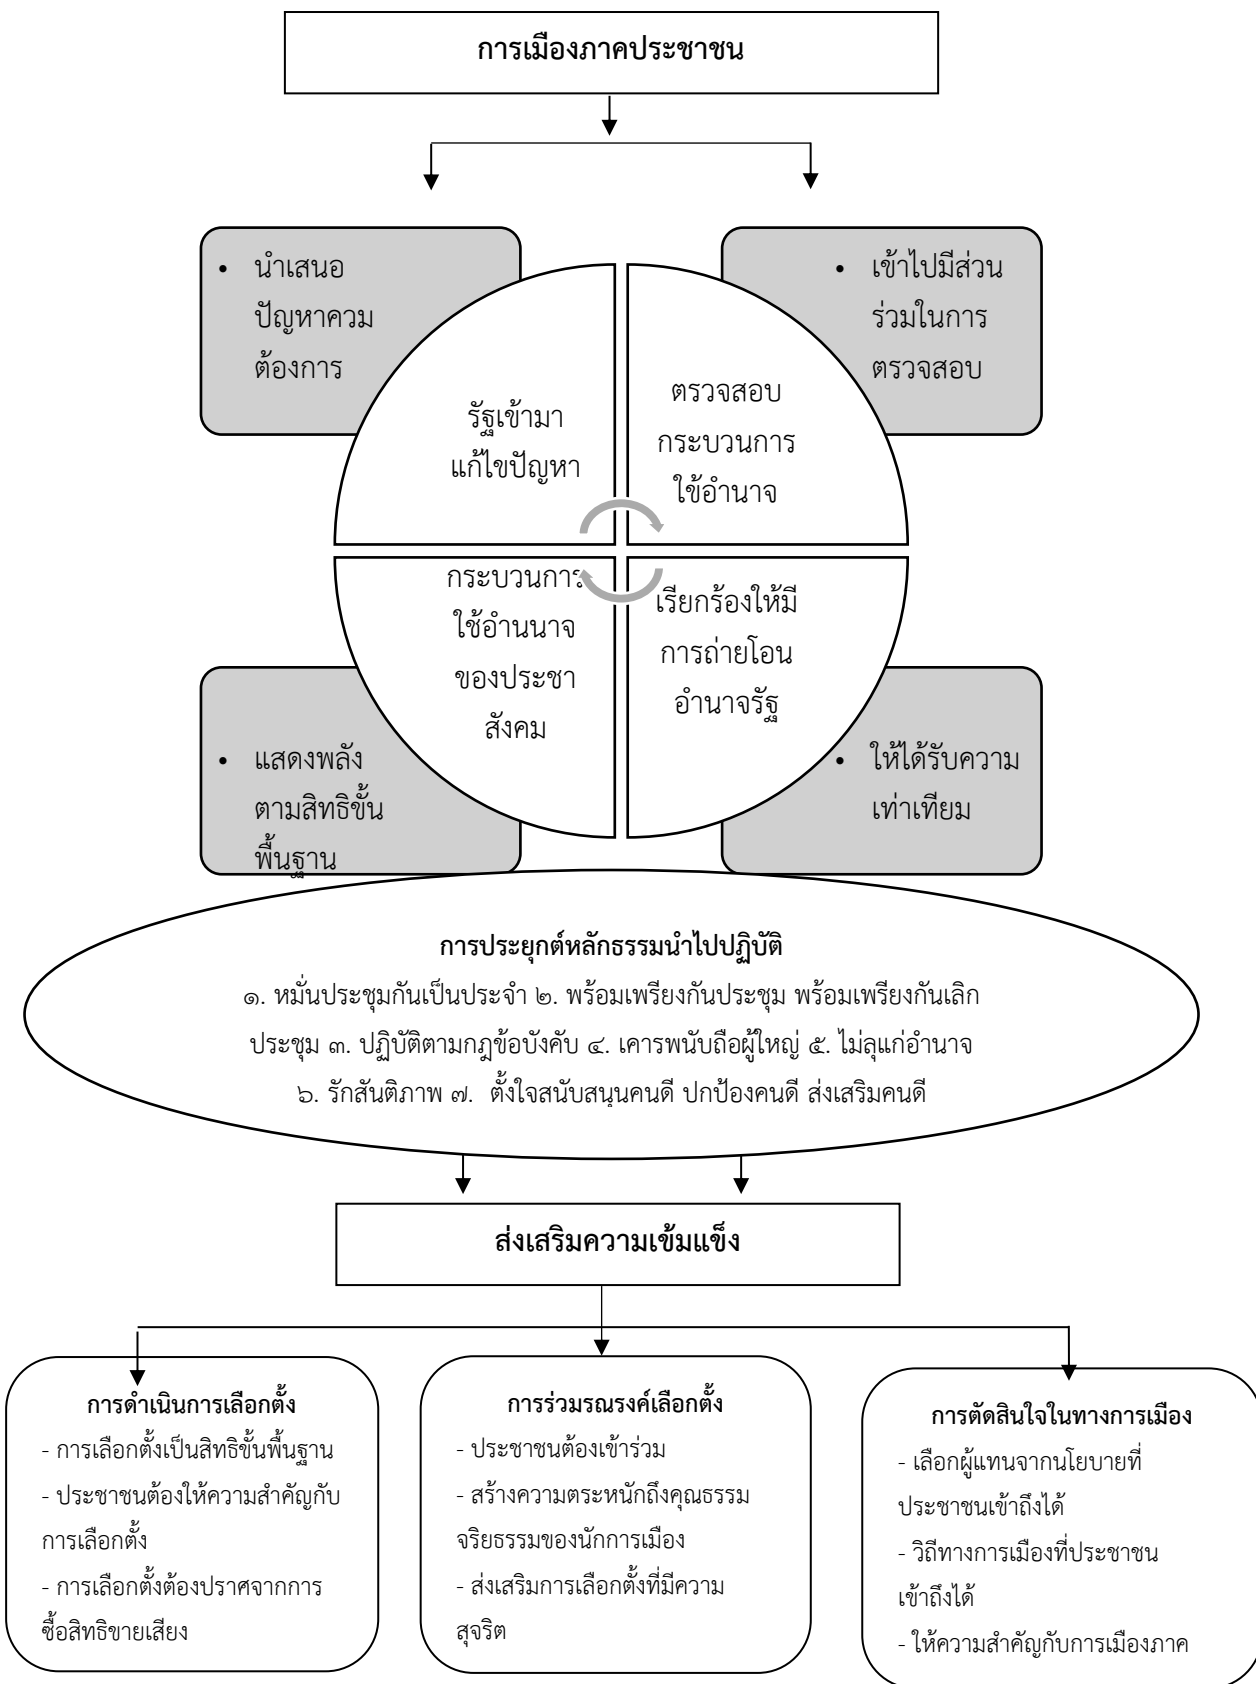 การเมืองภาคประชาชน
• นำเสนอ
ปัญหาควม
ต้องการ
• เข้าไปมีส่วน
ร่วมในการ
ตรวจสอบ
รัฐเข้ามา
แก้ไขปัญหา
ตรวจสอบ
กระบวนการ
ใข้อำนาจ
กระบวนการ
ใช้อำนนาจ
ของประชา
สังคม
เรียกร้องให้มี
การถ่ายโอน
อำนาจรัฐ
• แสดงพลัง
ตามสิทธิขั้น
พื้นฐาน
• ให้ได้รับความ
เท่าเทียม
การประยุกต์หลักธรรมนำไปปฏิบัติ
๑. หมั่นประชุมกันเป็นประจำ ๒. พร้อมเพรียงกันประชุม พร้อมเพรียงกันเลิก
ประชุม ๓. ปฏิบัติตามกฎข้อบังคับ ๔. เคารพนับถือผู้ใหญ่ ๕. ไม่ลุแก่อำนาจ
๖. รักสันติภาพ ๗. ตั้งใจสนับสนุนคนดี ปกป้องคนดี ส่งเสริมคนดี
ส่งเสริมความเข้มแข็ง
การดำเนินการเลือกตั้ง
- การเลือกตั้งเป็นสิทธิขั้นพื้นฐาน
- ประชาชนต้องให้ความสำคัญกับ
การเลือกตั้ง
- การเลือกตั้งต้องปราศจากการ
ซื้อสิทธิขายเสียง
การร่วมรณรงค์เลือกตั้ง
- ประชาชนต้องเข้าร่วม
- สร้างความตระหนักถึงคุณธรรม
จริยธรรมของนักการเมือง
- ส่งเสริมการเลือกตั้งที่มีความ
สุจริต
การตัดสินใจในทางการเมือง
- เลือกผู้แทนจากนโยบายที่
ประชาชนเข้าถึงได้
- วิถีทางการเมืองที่ประชาชน
เข้าถึงได้
- ให้ความสำคัญกับการเมืองภาค